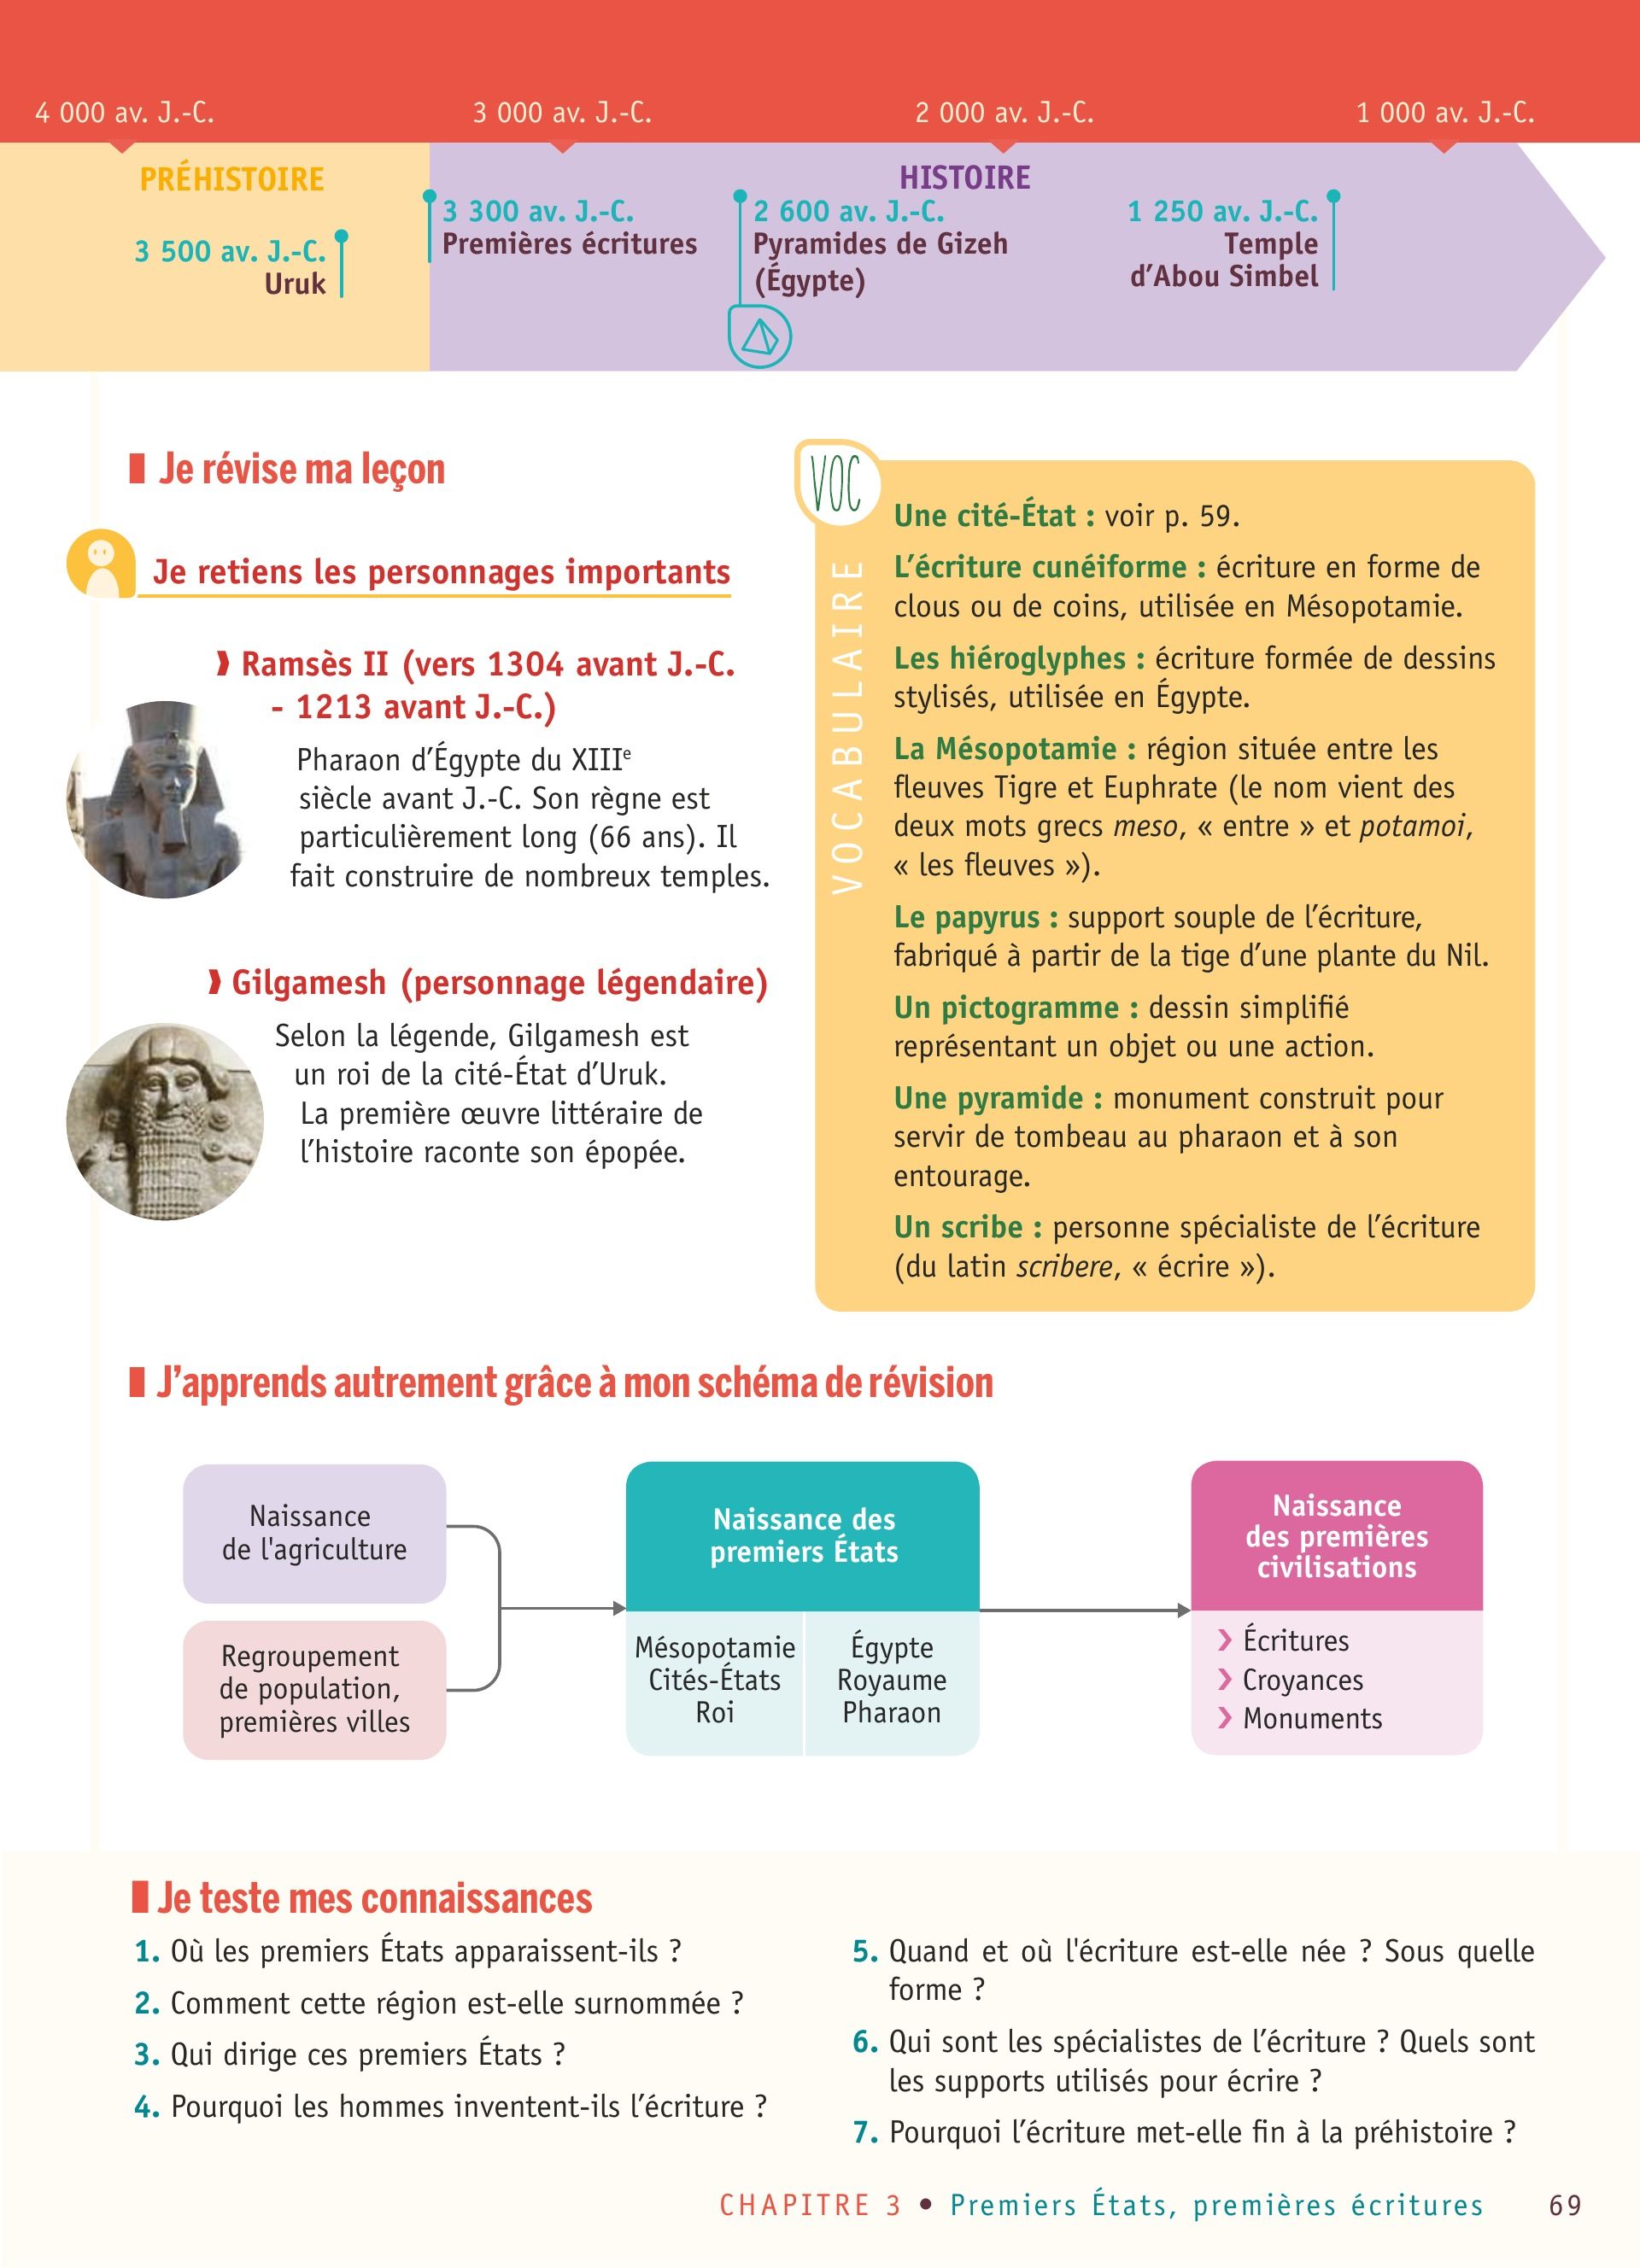 4 000 av. J.-C.
3 000 av. J.-C.
2 000 av. J.-C.
1 000 av. J.-C.
PRÉHISTOIRE
HISTOIRE
3 500 av. J.-C.
Uruk
3 300 av. J.-C.
Premières écritures
2 600 av. J.-C.
Pyramides de Gizeh
(Égypte)
1 250 av. J.-C.
Temple
d’Abou Simbel
Je révise ma leçon
Je retiens les personnages importants
Ramsès II (vers 1304 avant J.-C.
- 1213 avant J.-C.)
Pharaon d’Égypte du XIIIe
siècle avant J.-C. Son règne est
particulièrement long (66 ans). Il
fait construire de nombreux temples.
Gilgamesh (personnage légendaire)
Selon la légende, Gilgamesh est
un roi de la cité-État d’Uruk.
La première œuvre littéraire de
l’histoire raconte son épopée.
VOC
VOCABULAIRE
Une cité-État : voir p. 59.
L’écriture cunéiforme : écriture en forme de
clous ou de coins, utilisée en Mésopotamie.
Les hiéroglyphes : écriture formée de dessins
stylisés, utilisée en Égypte.
La Mésopotamie : région située entre les
fleuves Tigre et Euphrate (le nom vient des
deux mots grecs meso, « entre » et potamoi,
« les fleuves »).
Le papyrus : support souple de l’écriture,
fabriqué à partir de la tige d’une plante du Nil.
Un pictogramme : dessin simplifié
représentant un objet ou une action.
Une pyramide : monument construit pour
servir de tombeau au pharaon et à son
entourage.
Un scribe : personne spécialiste de l’écriture
(du latin scribere, « écrire »).
J’apprends autrement grâce à mon schéma de révision
Naissance
de l'agriculture
Regroupement
de population,
premières villes
Naissance des
premiers États
Mésopotamie
Cités-États
Roi
Égypte
Royaume
Pharaon
Naissance
des premières
civilisations
Écritures
Croyances
Monuments
Je teste mes connaissances
1. Où les premiers États apparaissent-ils ?
2. Comment cette région est-elle surnommée ?
3. Qui dirige ces premiers États ?
4. Pourquoi les hommes inventent-ils l’écriture ?
5. Quand et où l'écriture est-elle née ? Sous quelle
forme ?
6. Qui sont les spécialistes de l’écriture ? Quels sont
les supports utilisés pour écrire ?
7. Pourquoi l’écriture met-elle fin à la préhistoire ?
CHAPITRE 3 • Premiers États, premières écritures 69